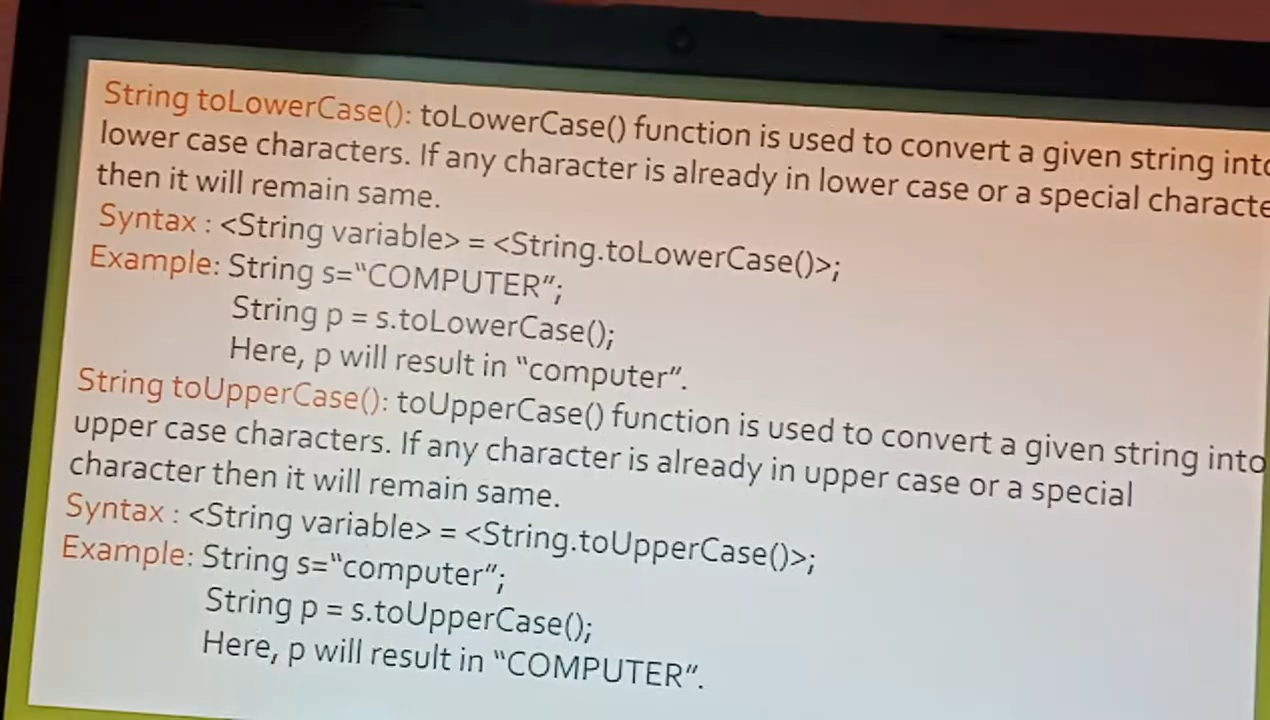 String toLowerCase(): toLowerCase() function is used to convert a given string into
lower case characters. If any character is already in lower case or a special characte
then it will remain same.
Syntax : <String variable> = <String.toLowerCase()>;
Example: String s="COMPUTER";
String p = s.toLowerCase();
Here, p will result in "computer".
String toUpperCase(): toUpperCase() function is used to convert a given string into
upper case characters. If any character is already in upper case or a special
character then it will remain same.
Syntax : <String variable> = <String.toUpperCase()>;
Example: String s="computer";
String p = s.toUpperCase();
Here, p will result in "COMPUTER".